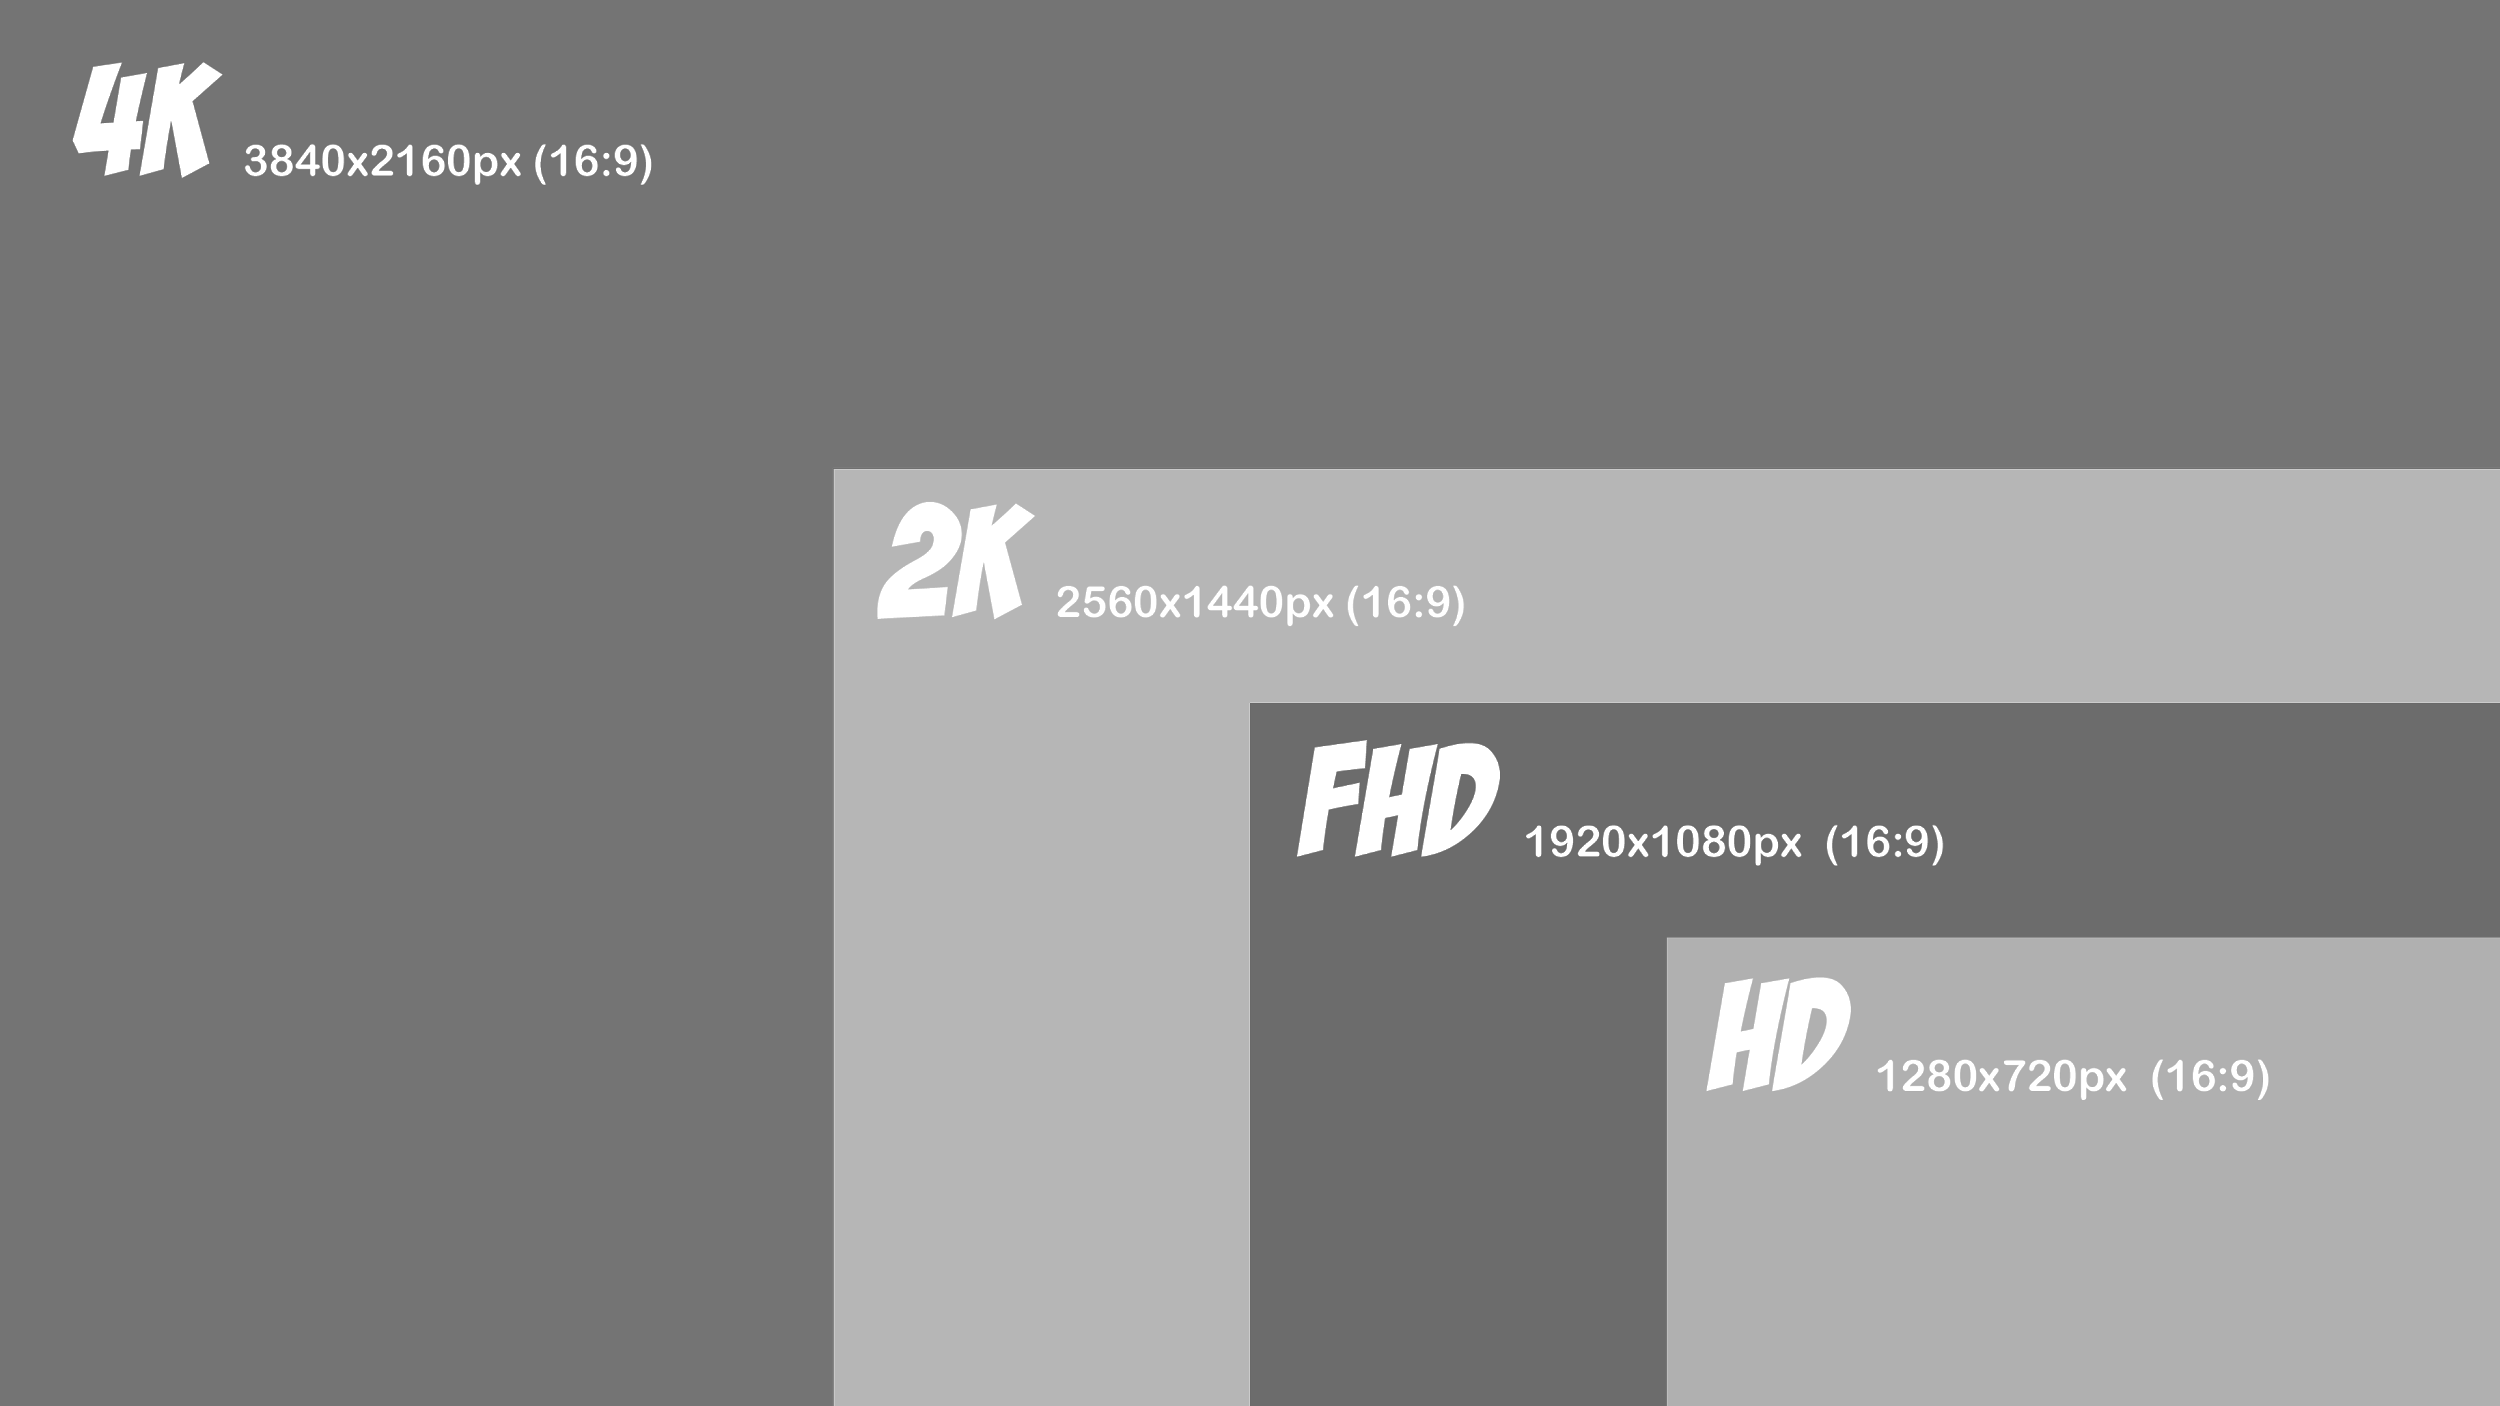 4K 3840x2160px (16:9)
2K 2560x1440px (16:9)
FHD 1920x1080px (16:9)
HD 1280x720px (16:9)